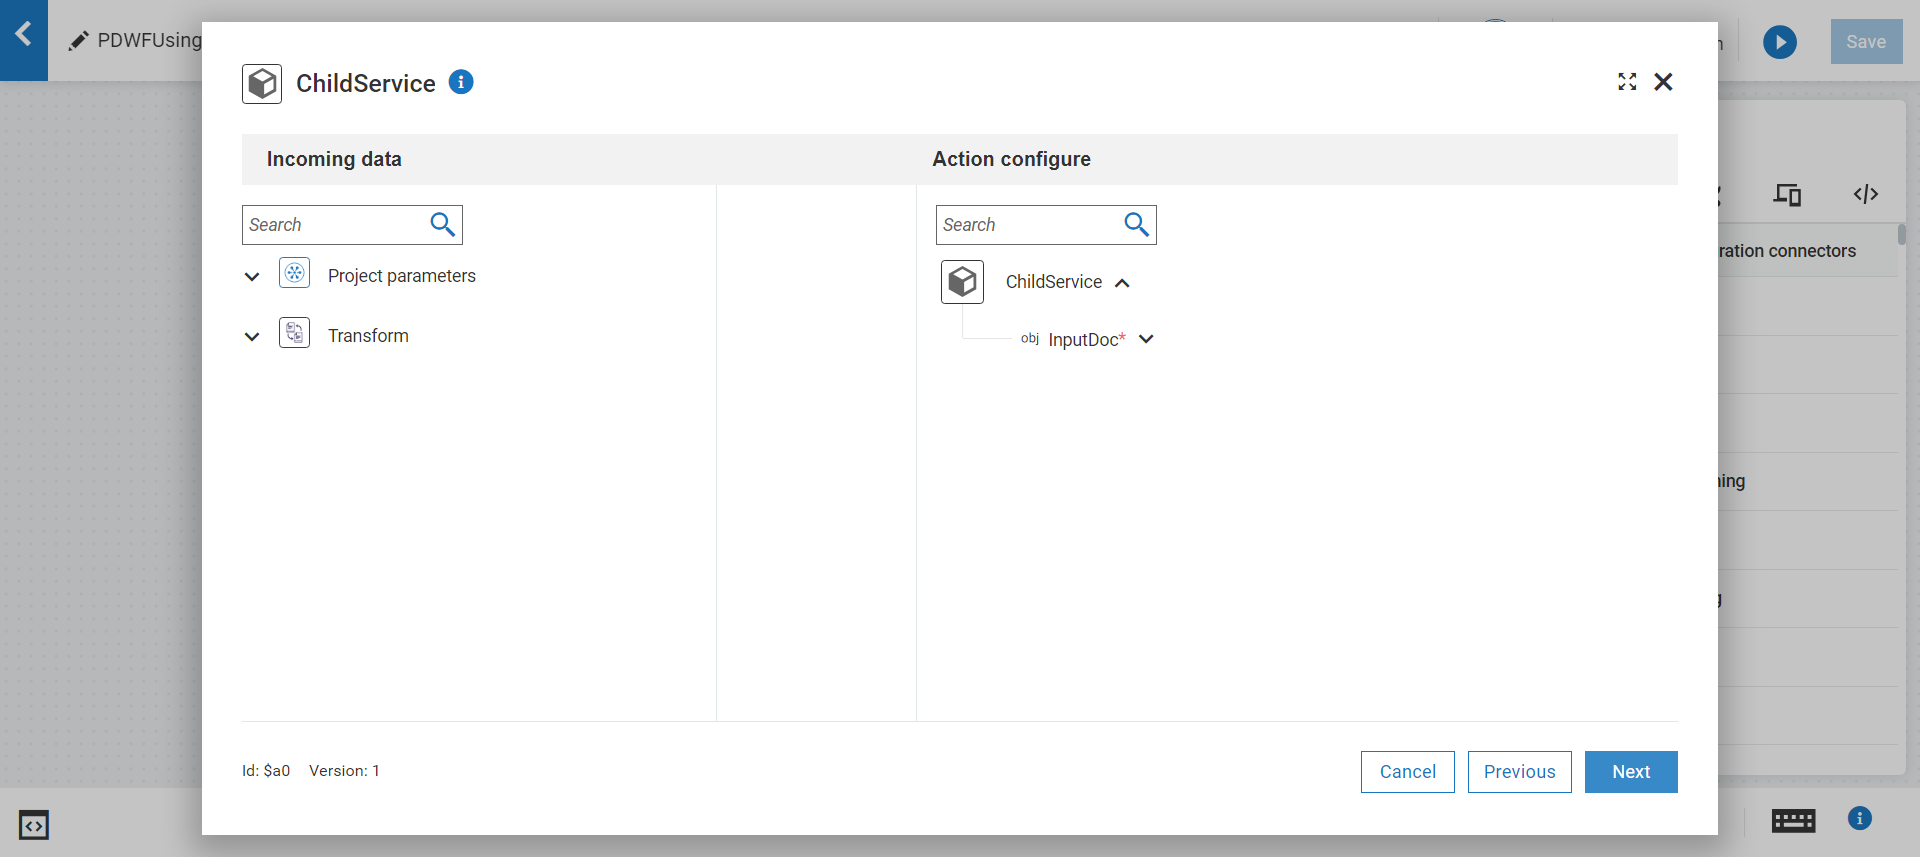 PDWFUsing
Save
ChildService
Incoming data
Action configure
Search
Search
Project parameters
ChildService
Transform
obj InputDoc*
ration connectors
Id: $a0 Version: 1
Cancel Previous Next